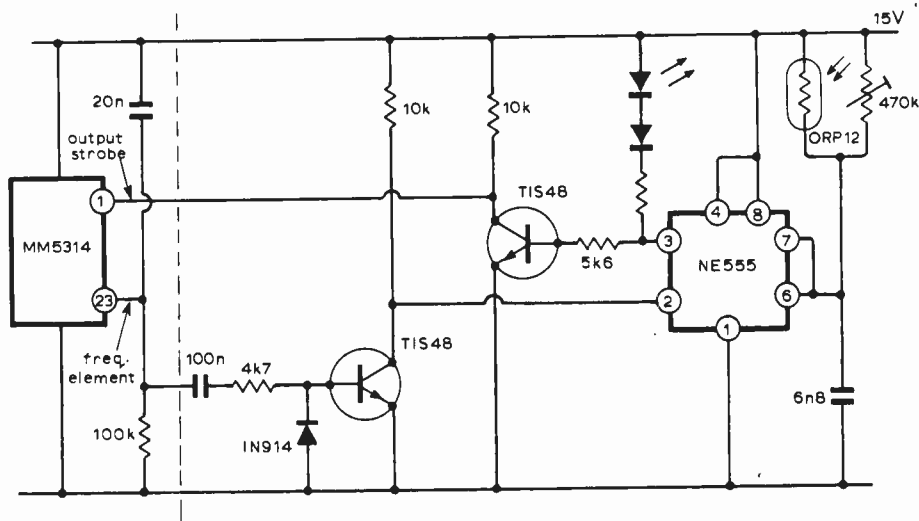 15V
20n
10k
10k
470k
ORP12
output
strobe
TIS48
1
4
8
MM5314
3
7
5k6
NE555
23
2
6
1
TIS48
freq.
element
100n
4k7
6n8
100k
IN914